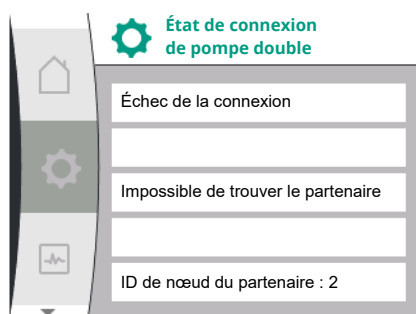 État de connexion
de pompe double
Échec de la connexion
Impossible de trouver le partenaire
ID de nœud du partenaire : 2